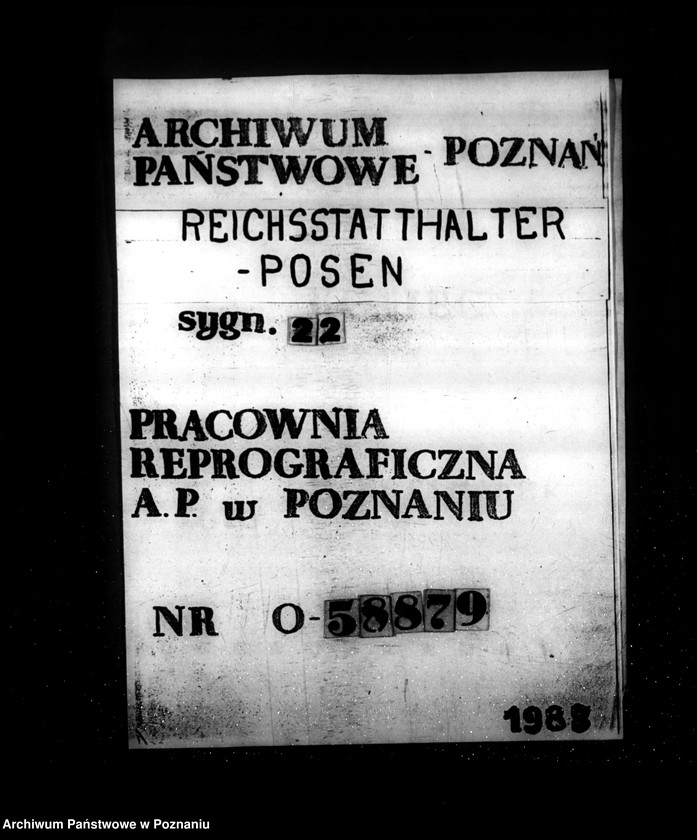 ARCHIWUM
PAŃSTWOWE - POZNAŃ
REICHSSTATTHALTER
-POSEN
sygn. 22
PRACOWNIA
REPROGRAFICZNA
A.P. w POZNANIU
NR O-58879
1988
Archiwum Państwowe w Poznaniu